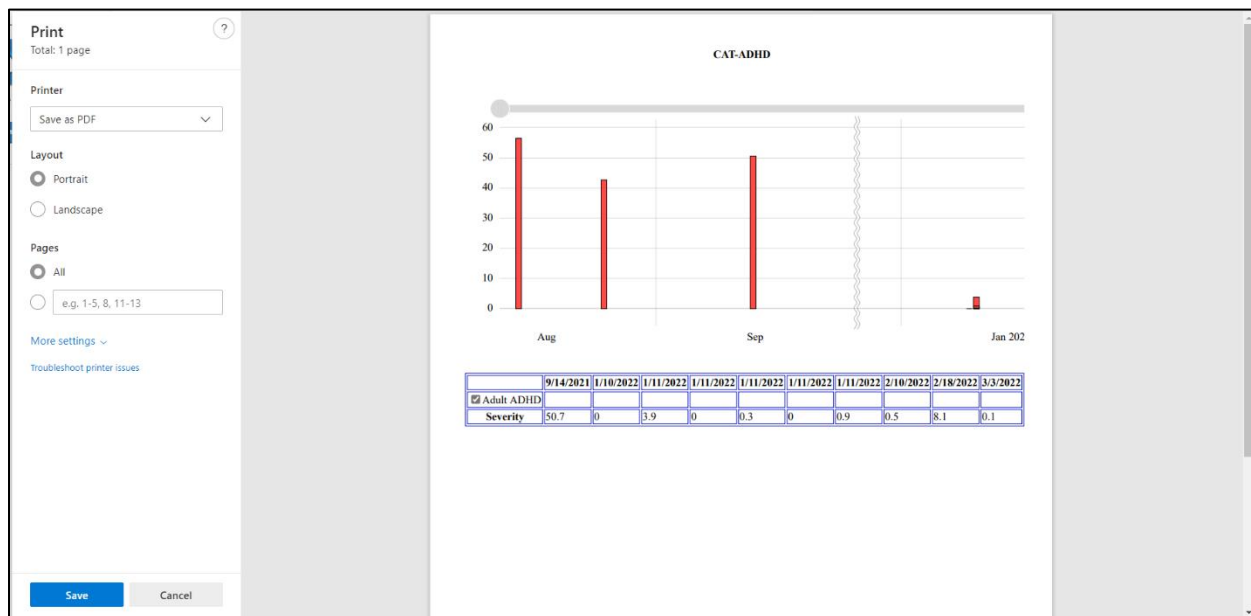 Print
?
Total: 1 page
Printer
Save as PDF
Layout
Portrait
Landscape
Pages
All
e.g. 1-5, 8, 11-13
More settings
Troubleshoot printer issues
Save Cancel
CAT-ADHD
60
50
40
30
20
10
0
Aug Sep Jan 202
9/14/2021 1/10/2022 1/11/2022 1/11/2022 1/11/2022 1/11/2022 1/11/2022 2/10/2022 2/18/2022 3/3/2022
Adult ADHD
Severity 50.7 0 3.9 0 0.3 0 0.9 0.5 8.1 0.1